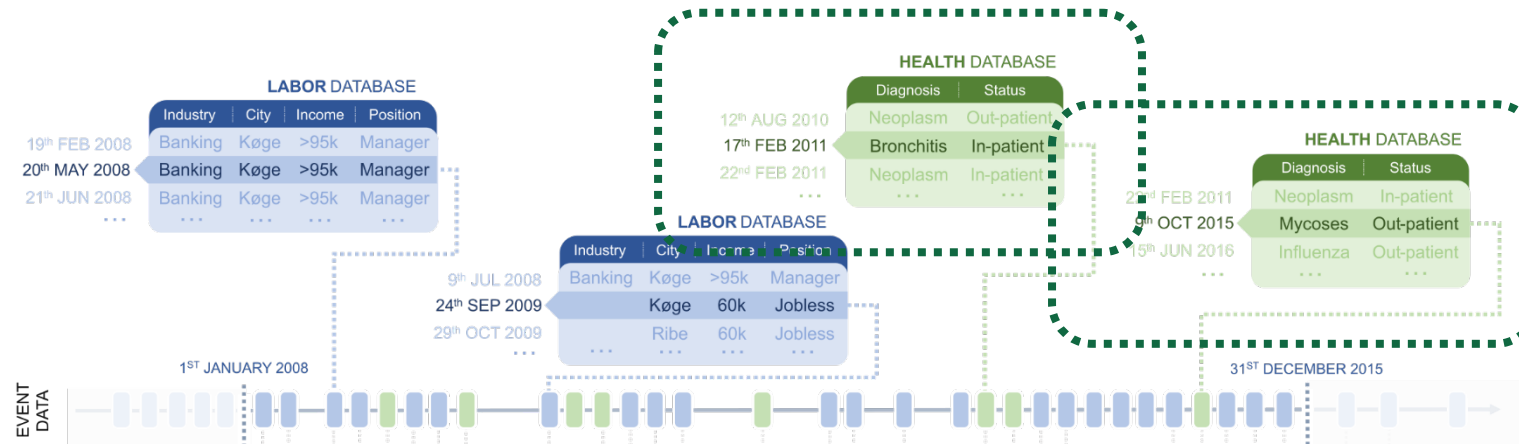 LABOR DATABASE
Industry City Income Position
19th FEB 2008 Banking Køge >95k Manager
20th MAY 2008 Banking Køge >95k Manager
21th JUN 2008 Banking Køge >95k Manager
... ... ... ... ...
LABOR DATABASE
Industry City Income Position
9th JUL 2008 Banking Køge >95k Manager
24th SEP 2009 Køge 60k Jobless
29th OCT 2009 Ribe 60k Jobless
... ... ... ... ...
HEALTH DATABASE
Diagnosis Status
12th AUG 2010 Neoplasm Out-patient
17th FEB 2011 Bronchitis In-patient
22nd FEB 2011 Neoplasm In-patient
... ... ...
HEALTH DATABASE
Diagnosis Status
22nd FEB 2011 Neoplasm In-patient
9th OCT 2015 Mycoses Out-patient
15th JUN 2016 Influenza Out-patient
... ... ...
1ST JANUARY 2008
31ST DECEMBER 2015
EVENT
DATA